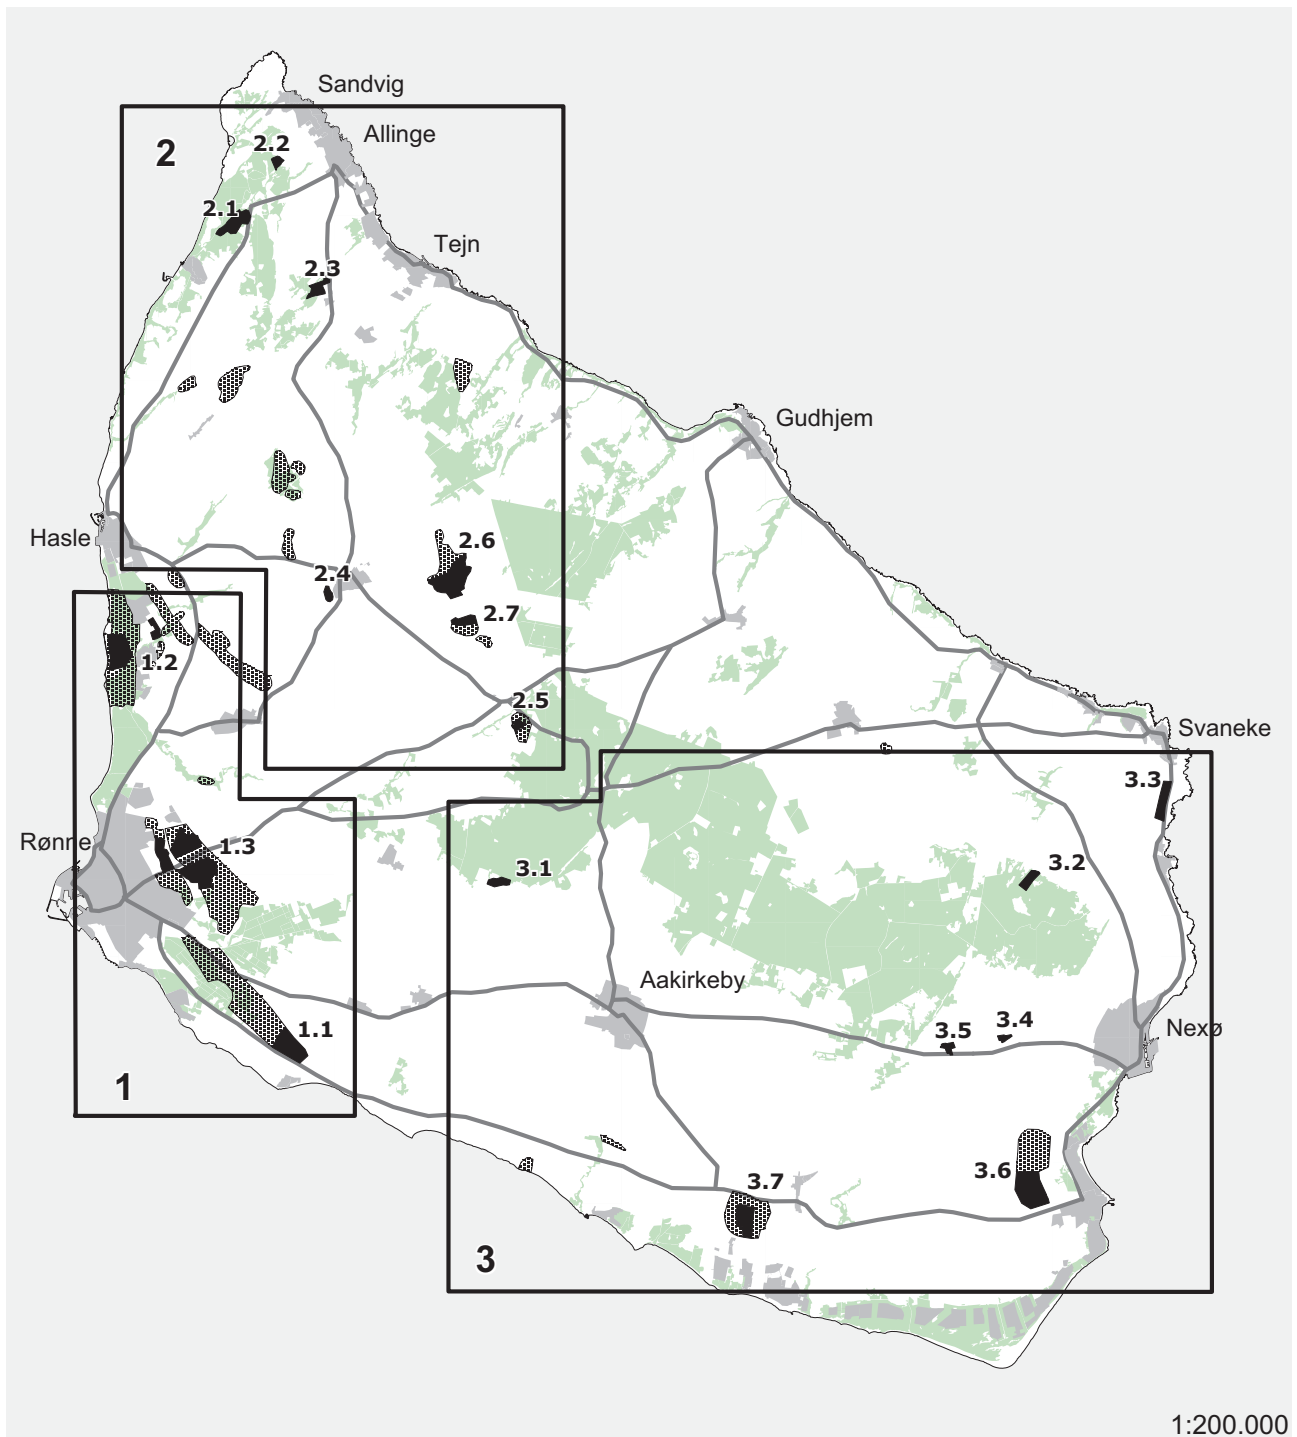 Sandvig
Allinge
2
2.2
2.1
Tejn
2.3
Gudhjem
Hasle
2.6
2.4
2.7
1.2
2.5
Svaneke
3.3
Rønne
1.3
3.1
3.2
Aakirkeby
1.1
3.5
3.4
Nexø
1
3.6
3.7
3
1:200.000